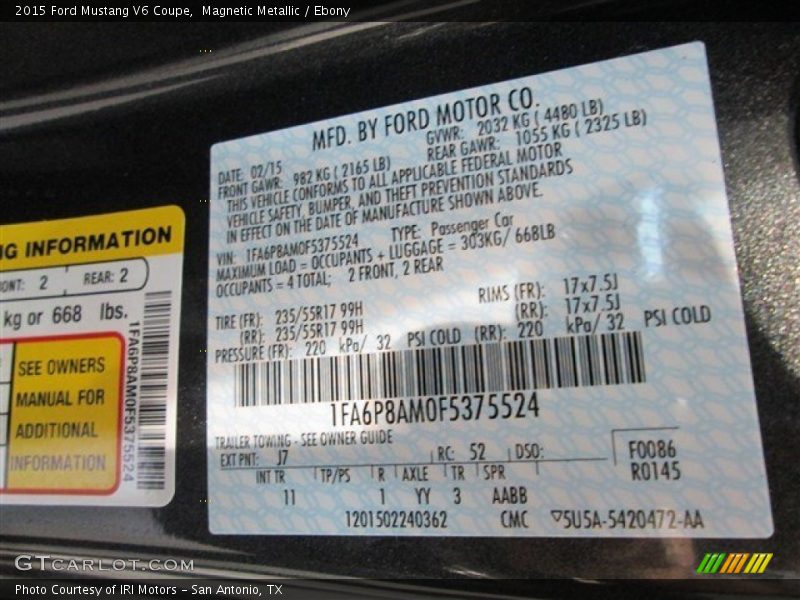 2015 Ford Mustang V6 Coupe,  Magnetic Metallic / Ebony
NG INFORMATION
ONT: 2 REAR: 2
kg or 668 lbs.
SEE OWNERS
MANUAL FOR
ADDITIONAL
INFORMATION
1FA6P8AM0F5375524
MFD. BY FORD MOTOR CO.
DATE: 02/15 GVWR: 2032 KG ( 4480 LB)
FRONT GAWR: 982 KG ( 2165 LB) REAR GAWR: 1055 KG ( 2325 LB)
THIS VEHICLE CONFORMS TO ALL APPLICABLE FEDERAL MOTOR
VEHICLE SAFETY, BUMPER, AND THEFT PREVENTION STANDARDS
IN EFFECT ON THE DATE OF MANUFACTURE SHOWN ABOVE.
VIN: 1FA6P8AM0F5375524 TYPE: Passenger Car
MAXIMUM LOAD = OCCUPANTS + LUGGAGE = 303KG/ 668LB
OCCUPANTS = 4 TOTAL; 2 FRONT, 2 REAR
TIRE (FR): 235/55R17 99H RIMS (FR): 17x7.5J
(RR): 235/55R17 99H (RR): 17x7.5J
PRESSURE (FR): 220 kPa/ 32 PSI COLD (RR): 220 kPa/ 32 PSI COLD
1FA6P8AM0F5375524
TRAILER TOWING - SEE OWNER GUIDE
EXT PNT: J7 RC: 52 DSO: F0086
INT TR TP/PS R AXLE TR SPR R0145
11 1 YY 3 AABB
1201502240362 CMC ▽5U5A-5420472-AA
GTCARLOT.COM
Photo Courtesy of IRI Motors - San Antonio, TX